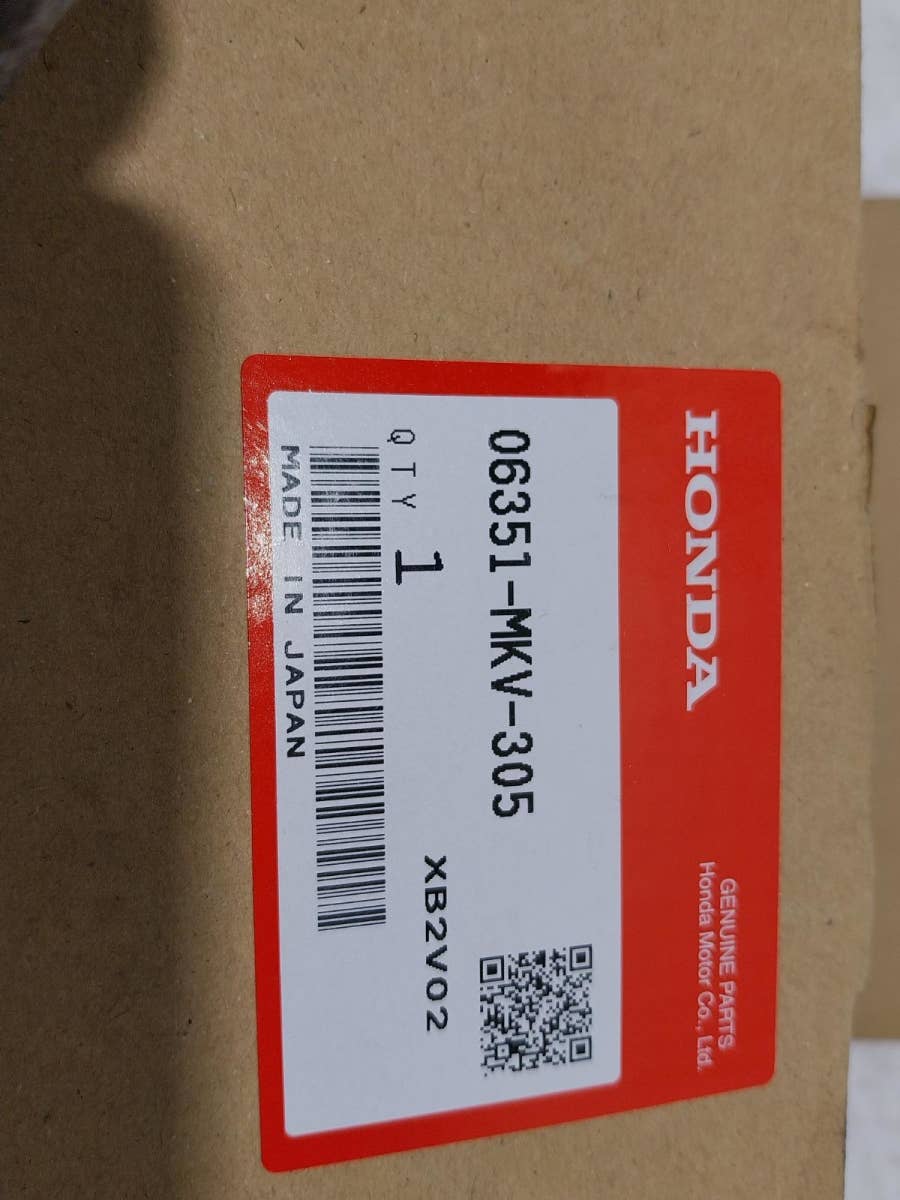 HONDA
GENUINE PARTS
Honda Motor Co., Ltd.
06351-MKV-305
QTY 1
XB2V02
MADE IN JAPAN